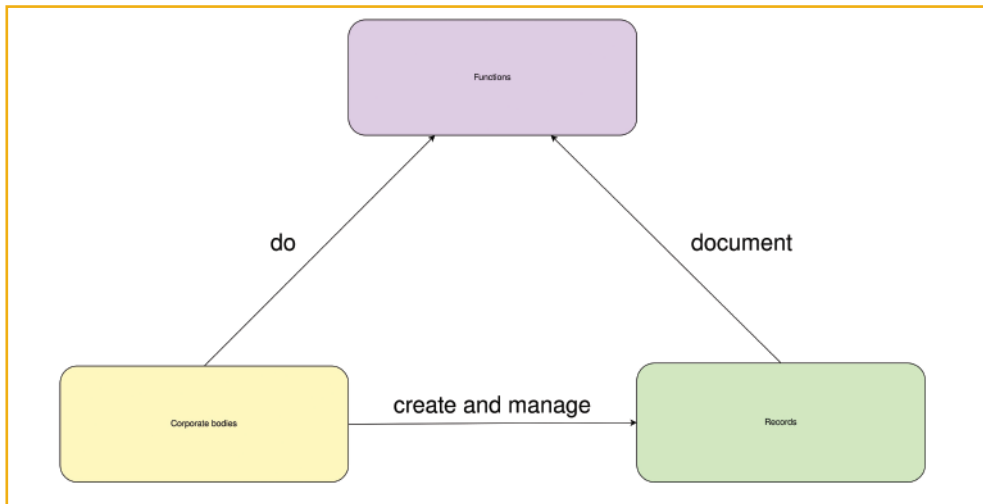 Functions
do
document
create and manage
Corporate bodies
Records